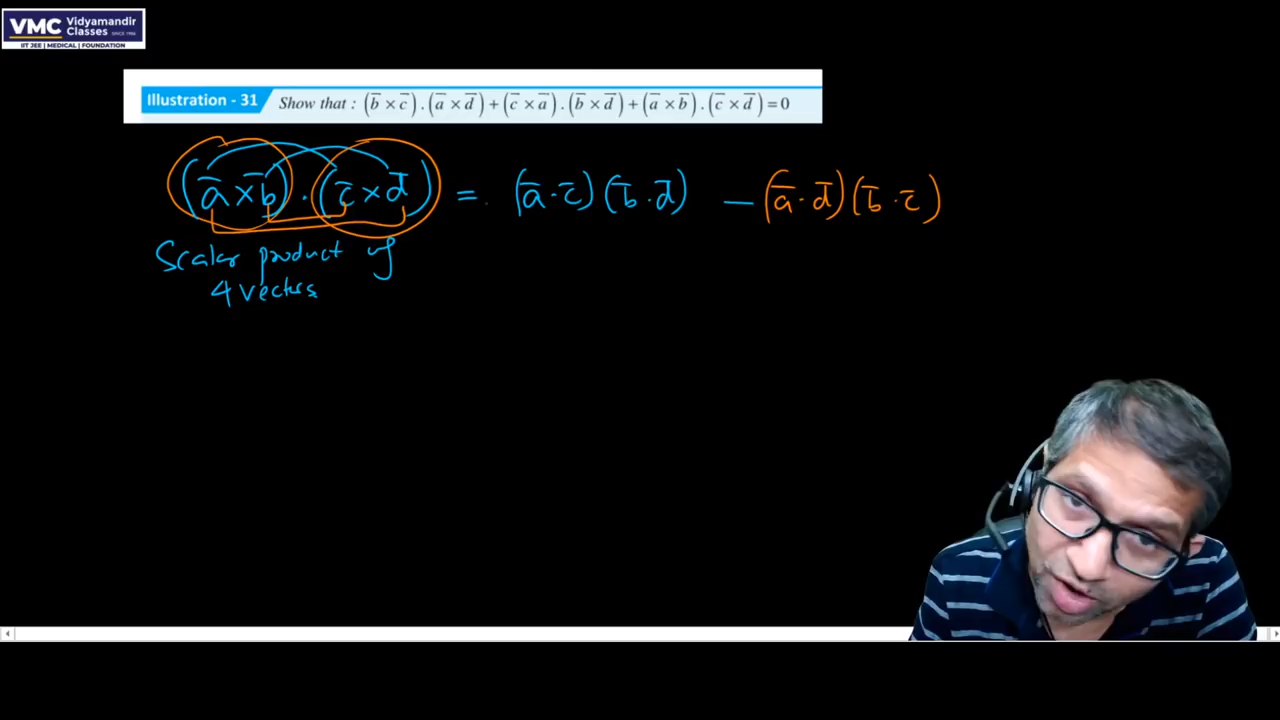 VMC Vidyamandir Classes SINCE 1986
IIT JEE | MEDICAL | FOUNDATION
Illustration - 31 Show that : (b̅ × c̅) . (a̅ × d̅) + (c̅ × a̅) . (b̅ × d̅) + (a̅ × b̅) . (c̅ × d̅) = 0
(a̅ × b̅) · (c̅ × d̅) = (a̅ · c̅)(b̅ · d̅) — (a̅ · d̅)(b̅ · c̅)
Scalar product of
4 vectors